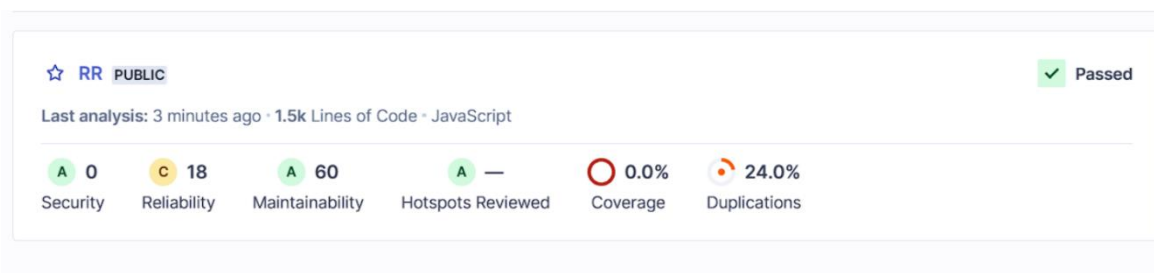 RR PUBLIC
Passed
Last analysis: 3 minutes ago • 1.5k Lines of Code • JavaScript
A 0 C 18 A 60 A — 0.0% 24.0%
Security Reliability Maintainability Hotspots Reviewed Coverage Duplications